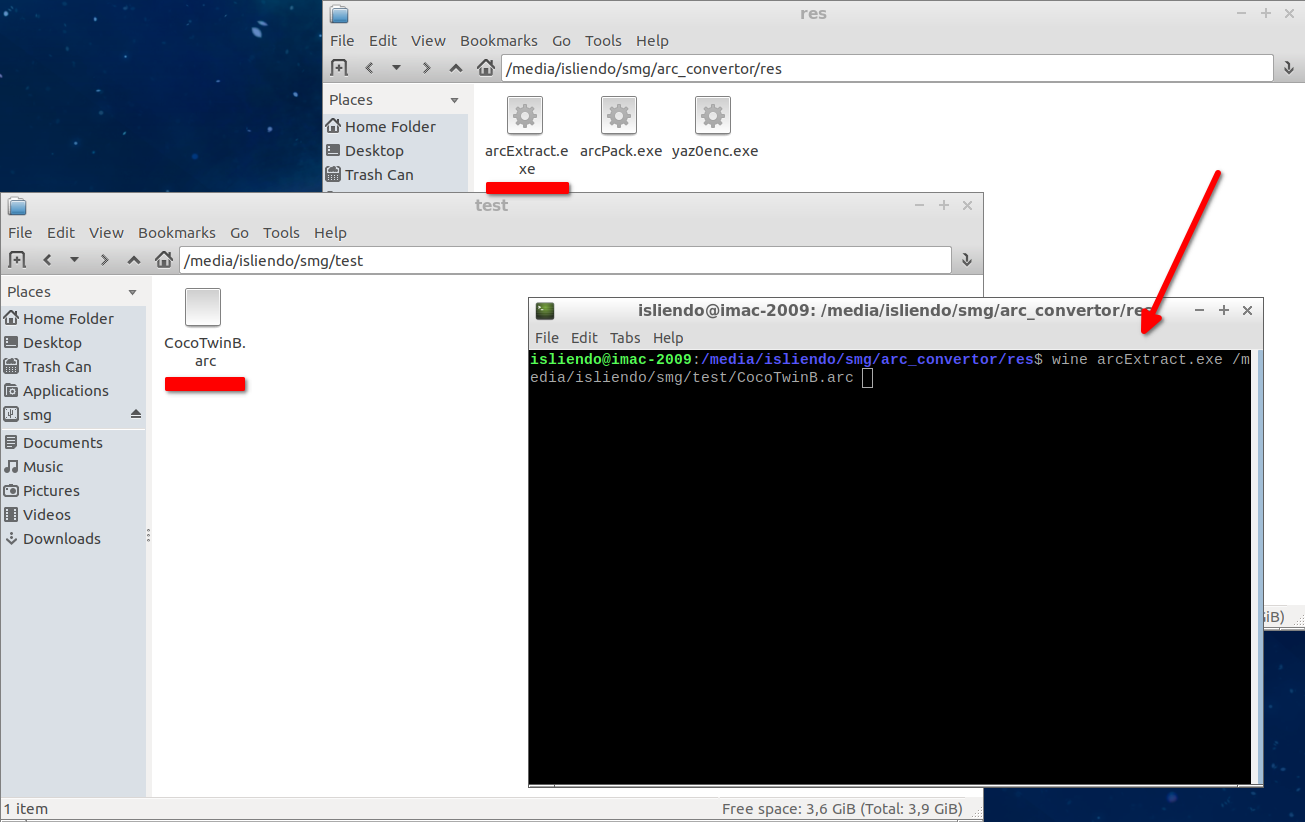 res
File Edit View Bookmarks Go Tools Help
/media/isliendo/smg/arc_convertor/res
Places
Home Folder
Desktop
Trash Can
arcExtract.e
xe
arcPack.exe
yaz0enc.exe
test
File Edit View Bookmarks Go Tools Help
/media/isliendo/smg/test
Places
Home Folder
Desktop
Trash Can
Applications
smg
Documents
Music
Pictures
Videos
Downloads
CocoTwinB.
arc
1 item
Free space: 3,6 GiB (Total: 3,9 GiB)
isliendo@imac-2009: /media/isliendo/smg/arc_convertor/res
File Edit Tabs Help
isliendo@imac-2009:/media/isliendo/smg/arc_convertor/res$ wine arcExtract.exe /m
edia/isliendo/smg/test/CocoTwinB.arc
GiB)